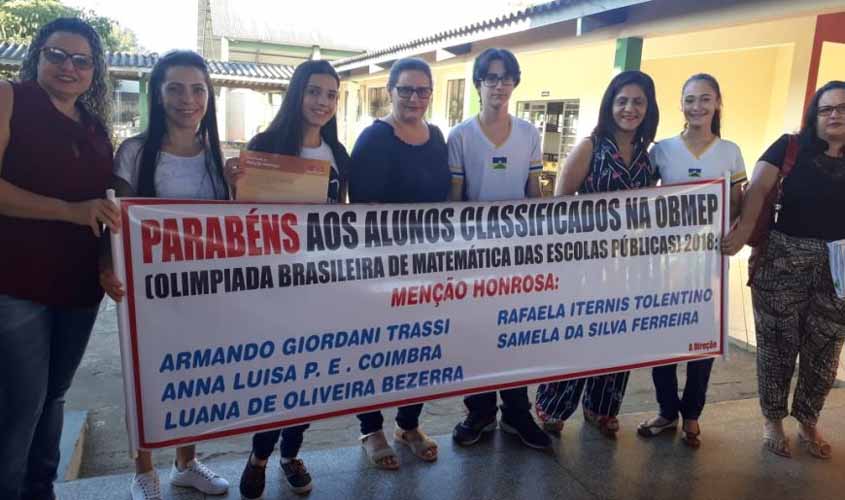 PARABÉNS AOS ALUNOS CLASSIFICADOS NA OBMEP
(OLIMPIADA BRASILEIRA DE MATEMÁTICA DAS ESCOLAS PÚBLICAS) 2018:
MENÇÃO HONROSA:
ARMANDO GIORDANI TRASSI
ANNA LUISA P. E . COIMBRA
LUANA DE OLIVEIRA BEZERRA
RAFAELA ITERNIS TOLENTINO
SAMELA DA SILVA FERREIRA
A Direção